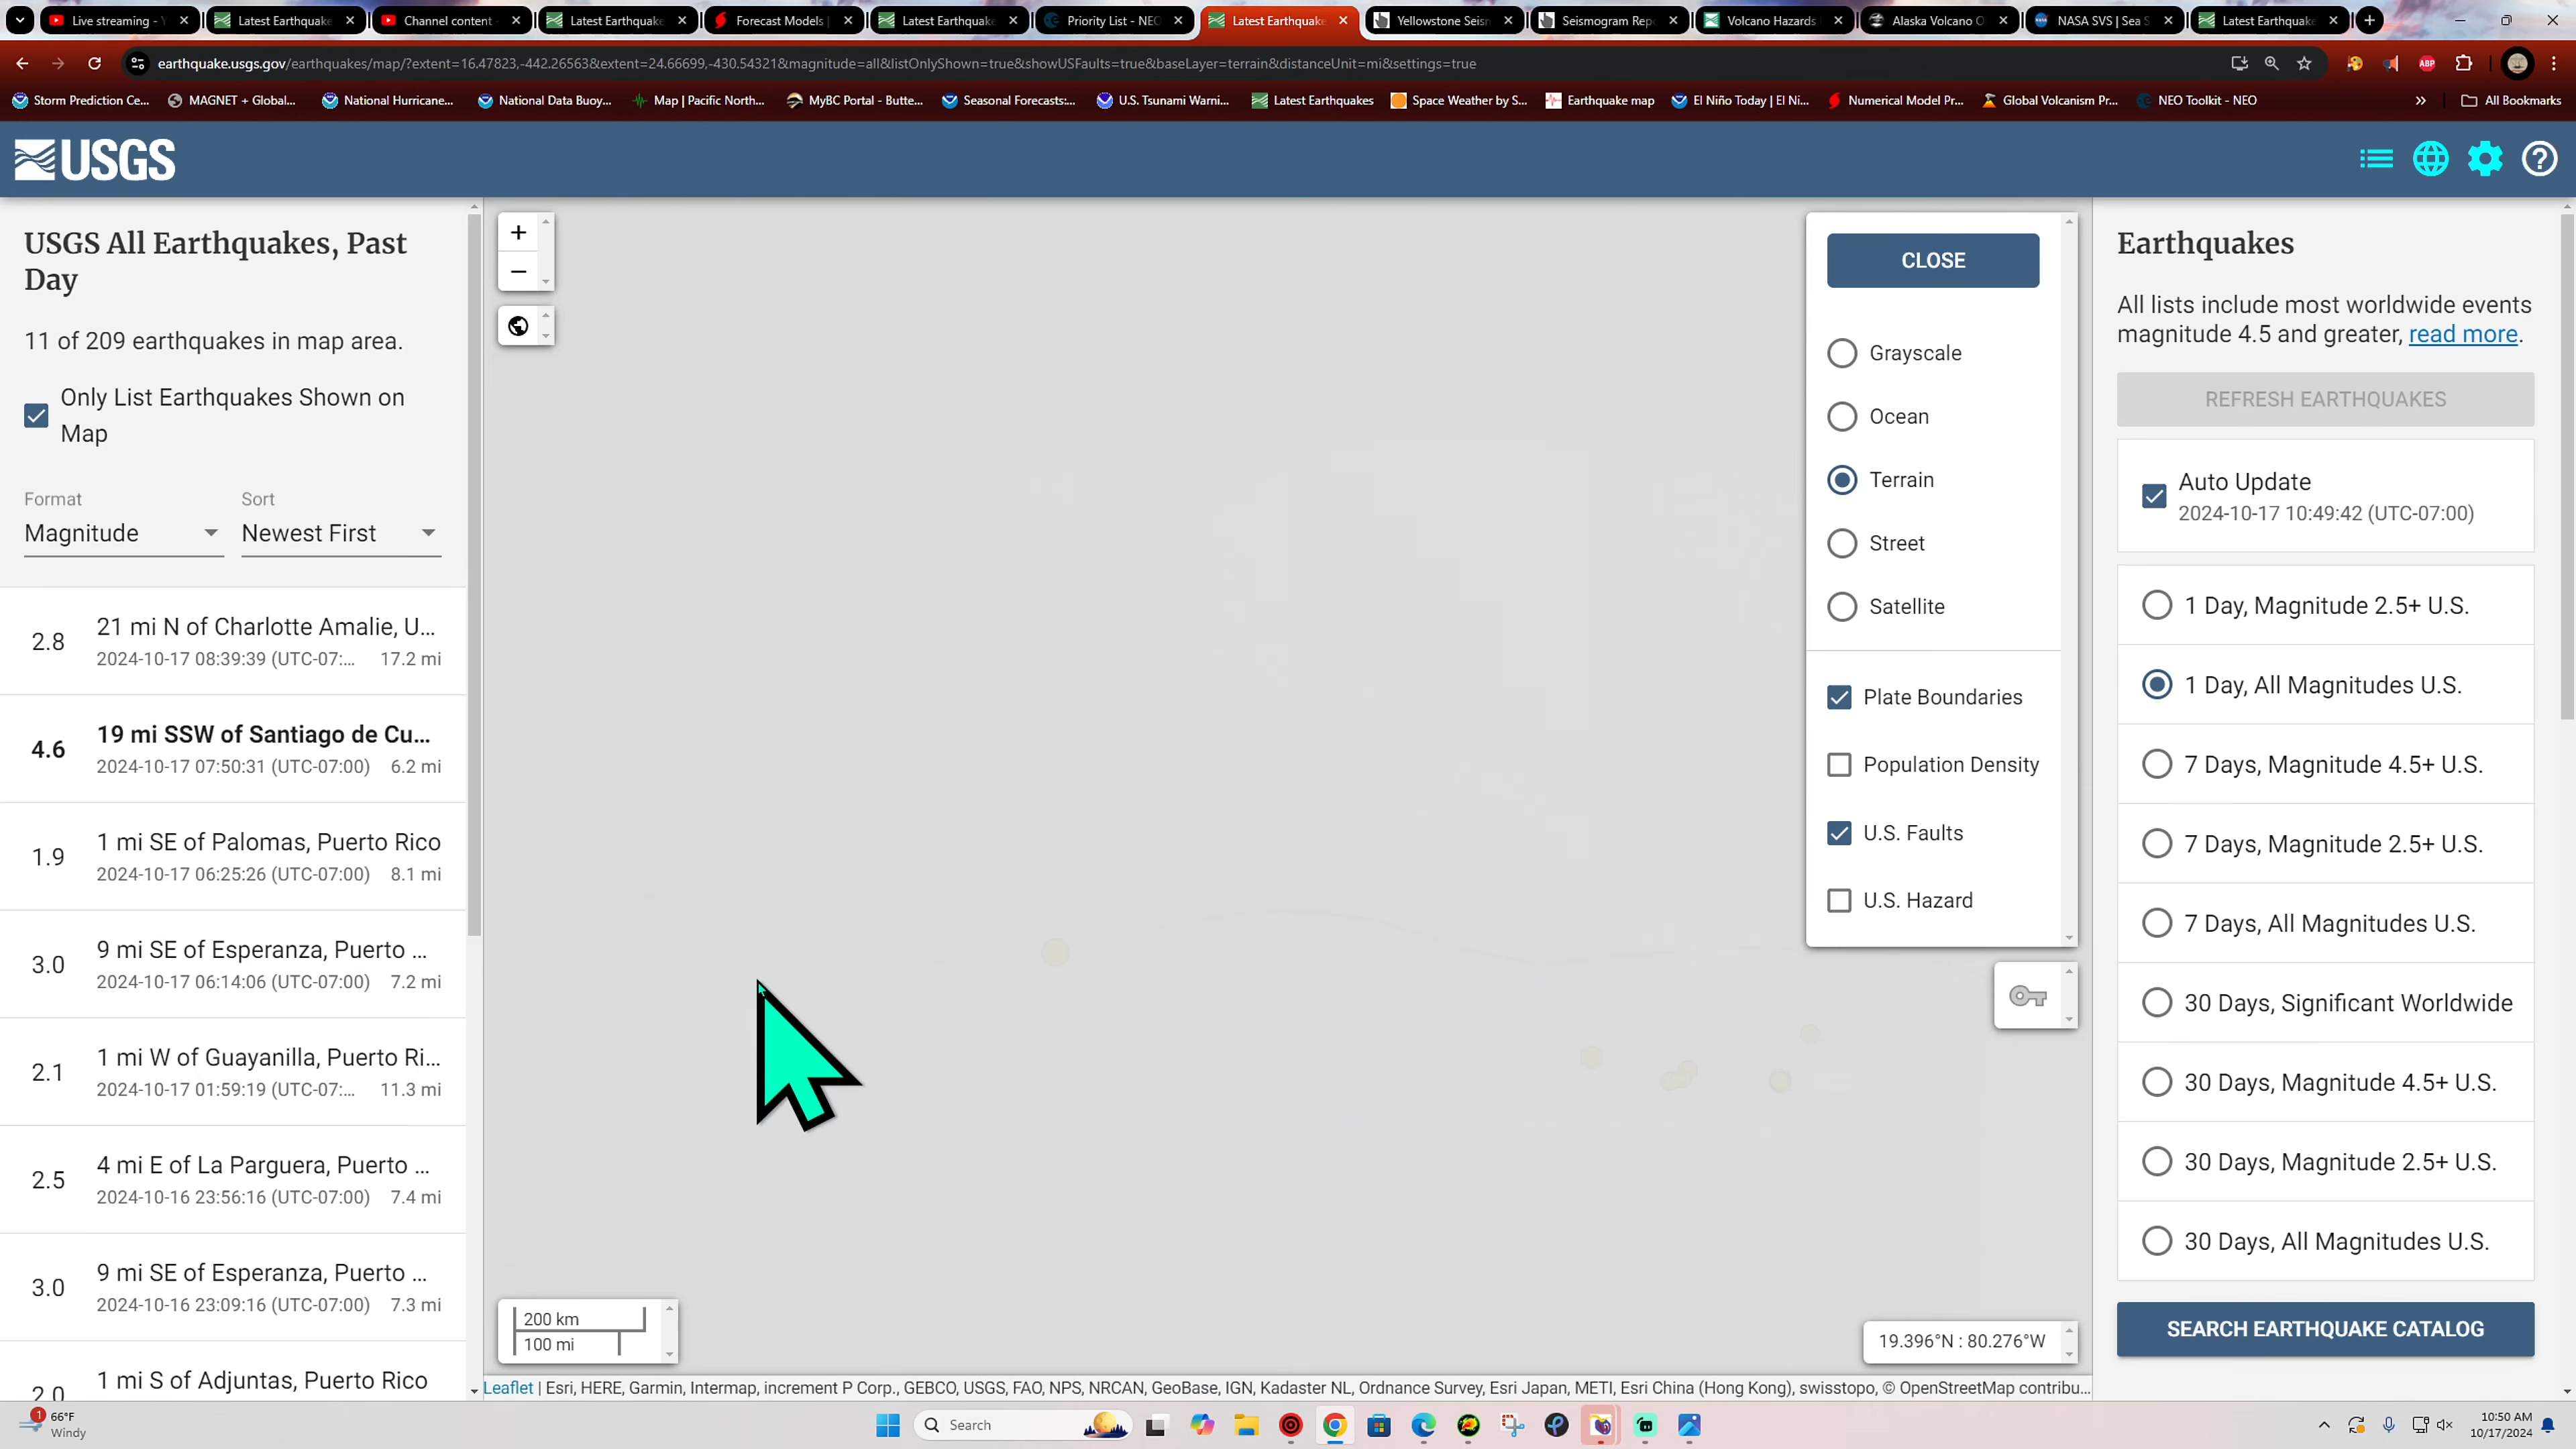 Live streaming - Y
Latest Earthquake
Channel content -
Latest Earthquake
Forecast Models |
Latest Earthquake
Priority List - NEO
Latest Earthquake
Yellowstone Seism
Seismogram Rep
Volcano Hazards
Alaska Volcano O
NASA SVS | Sea S
Latest Earthquake
earthquake.usgs.gov/earthquakes/map/?extent=16.47823,-442.26563&extent=24.66699,-430.54321&magnitude=all&listOnlyShown=true&showUSFaults=true&baseLayer=terrain&distanceUnit=mi&settings=true
ABP
Storm Prediction Ce...
MAGNET + Global...
National Hurricane...
National Data Buoy...
Map | Pacific North...
MyBC Portal - Butte...
Seasonal Forecasts:...
U.S. Tsunami Warni...
Latest Earthquakes
Space Weather by S...
Earthquake map
El Niño Today | El Ni...
Numerical Model Pr...
Global Volcanism Pr...
NEO Toolkit - NEO
»
All Bookmarks
USGS
USGS All Earthquakes, Past
Day
11 of 209 earthquakes in map area.
Only List Earthquakes Shown on
Map
Format
Sort
Magnitude
Newest First
2.8
21 mi N of Charlotte Amalie, U...
2024-10-17 08:39:39 (UTC-07:... 17.2 mi
4.6
19 mi SSW of Santiago de Cu...
2024-10-17 07:50:31 (UTC-07:00) 6.2 mi
1.9
1 mi SE of Palomas, Puerto Rico
2024-10-17 06:25:26 (UTC-07:00) 8.1 mi
3.0
9 mi SE of Esperanza, Puerto ...
2024-10-17 06:14:06 (UTC-07:00) 7.2 mi
2.1
1 mi W of Guayanilla, Puerto Ri...
2024-10-17 01:59:19 (UTC-07:... 11.3 mi
2.5
4 mi E of La Parguera, Puerto ...
2024-10-16 23:56:16 (UTC-07:00) 7.4 mi
3.0
9 mi SE of Esperanza, Puerto ...
2024-10-16 23:09:16 (UTC-07:00) 7.3 mi
2.0
1 mi S of Adjuntas, Puerto Rico
+
−
200 km
100 mi
CLOSE
Grayscale
Ocean
Terrain
Street
Satellite
Plate Boundaries
Population Density
U.S. Faults
U.S. Hazard
19.396°N : 80.276°W
Leaflet | Esri, HERE, Garmin, Intermap, increment P Corp., GEBCO, USGS, FAO, NPS, NRCAN, GeoBase, IGN, Kadaster NL, Ordnance Survey, Esri Japan, METI, Esri China (Hong Kong), swisstopo, © OpenStreetMap contribu...
Earthquakes
All lists include most worldwide events
magnitude 4.5 and greater, read more.
REFRESH EARTHQUAKES
Auto Update
2024-10-17 10:49:42 (UTC-07:00)
1 Day, Magnitude 2.5+ U.S.
1 Day, All Magnitudes U.S.
7 Days, Magnitude 4.5+ U.S.
7 Days, Magnitude 2.5+ U.S.
7 Days, All Magnitudes U.S.
30 Days, Significant Worldwide
30 Days, Magnitude 4.5+ U.S.
30 Days, Magnitude 2.5+ U.S.
30 Days, All Magnitudes U.S.
SEARCH EARTHQUAKE CATALOG
1
66°F
Windy
Search
10:50 AM
10/17/2024